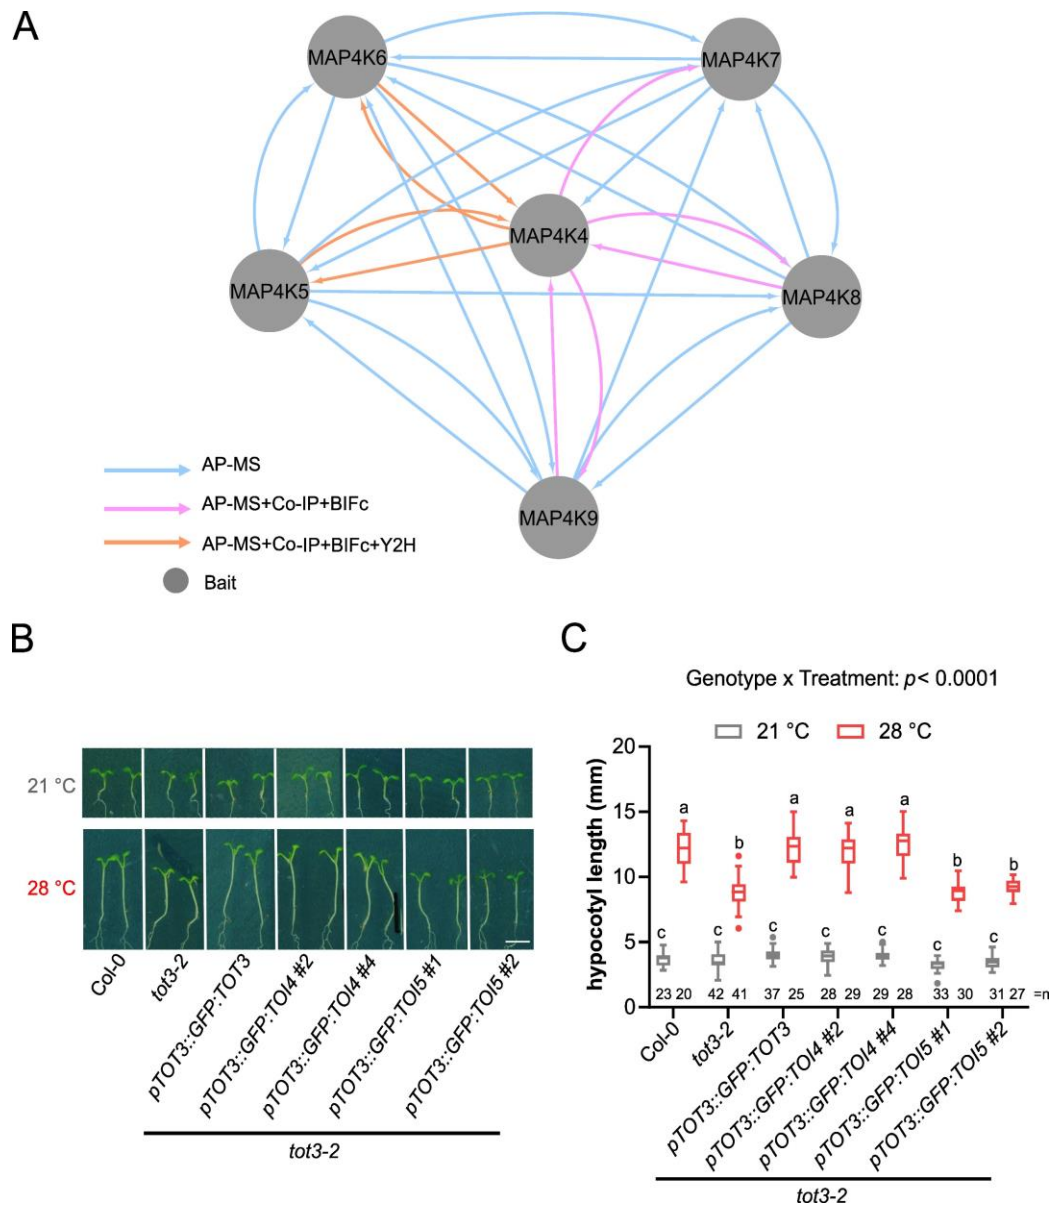 A
MAP4K6
MAP4K7
MAP4K4
MAP4K5
MAP4K8
MAP4K9
AP-MS
AP-MS+Co-IP+BIFc
AP-MS+Co-IP+BIFc+Y2H
Bait
B
21 °C
28 °C
Col-0
tot3-2
pTOT3::GFP:TOT3
pTOT3::GFP:TOI4 #2
pTOT3::GFP:TOI4 #4
pTOT3::GFP:TOI5 #1
pTOT3::GFP:TOI5 #2
tot3-2
C
Genotype x Treatment: p< 0.0001
21 °C 28 °C
hypocotyl length (mm)
20
15
10
5
0
a
b
a
a
a
b
b
c
c
c
c
c
c
c
23 20 42 41 37 25 28 29 29 28 33 30 31 27 =n
Col-0
tot3-2
pTOT3::GFP:TOT3
pTOT3::GFP:TOI4 #2
pTOT3::GFP:TOI4 #4
pTOT3::GFP:TOI5 #1
pTOT3::GFP:TOI5 #2
tot3-2